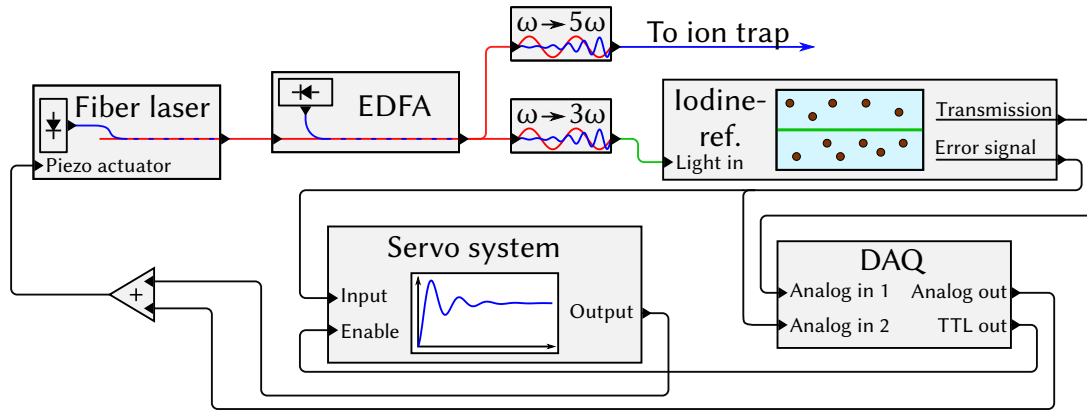 ω→5ω
To ion trap
Fiber laser
Piezo actuator
EDFA
ω→3ω
Iodine-
ref.
Light in
Transmission
Error signal
Servo system
Input
Enable
Output
DAQ
Analog in 1
Analog out
Analog in 2
TTL out
+